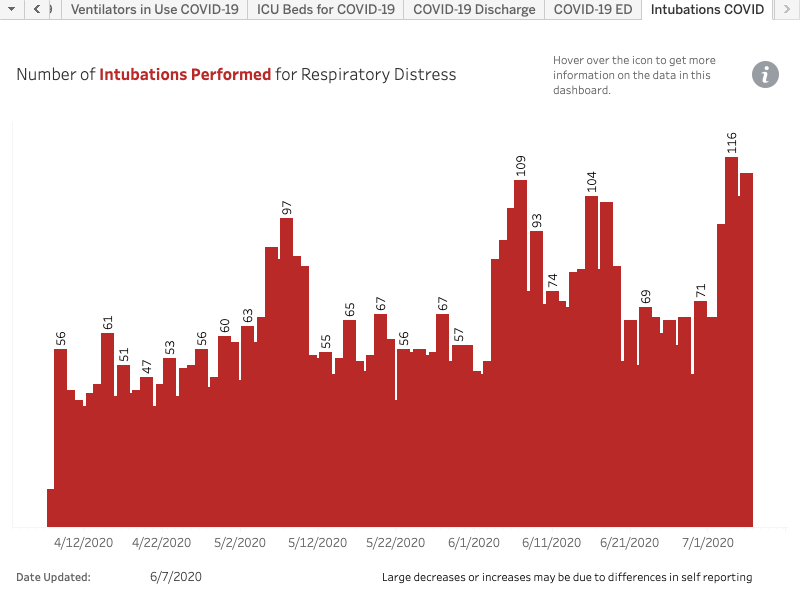 Ventilators in Use COVID-19 ICU Beds for COVID-19 COVID-19 Discharge COVID-19 ED Intubations COVID
Number of Intubations Performed for Respiratory Distress
Hover over the icon to get more
information on the data in this
dashboard.
i
56 61 51 47 53 56 60 63 97 55 65 67 56 67 57 109 93 74 104 69 71 116
4/12/2020 4/22/2020 5/2/2020 5/12/2020 5/22/2020 6/1/2020 6/11/2020 6/21/2020 7/1/2020
Date Updated: 6/7/2020 Large decreases or increases may be due to differences in self reporting